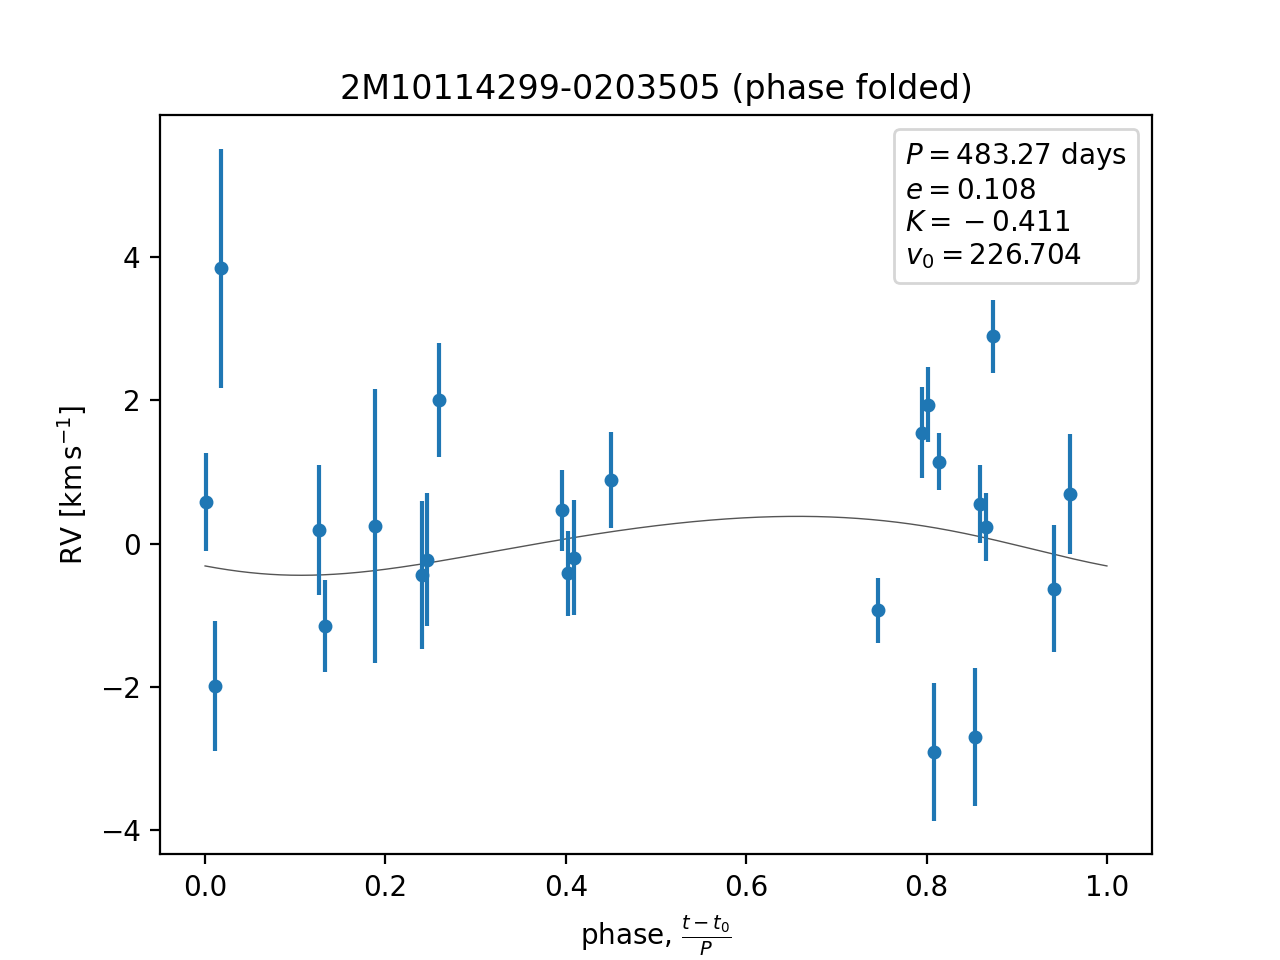 2M10114299-0203505 (phase folded)
P = 483.27 days
e = 0.108
K = −0.411
v₀ = 226.704
RV [km s⁻¹]
4
2
0
−2
−4
0.0 0.2 0.4 0.6 0.8 1.0
phase, (t − t₀)/P